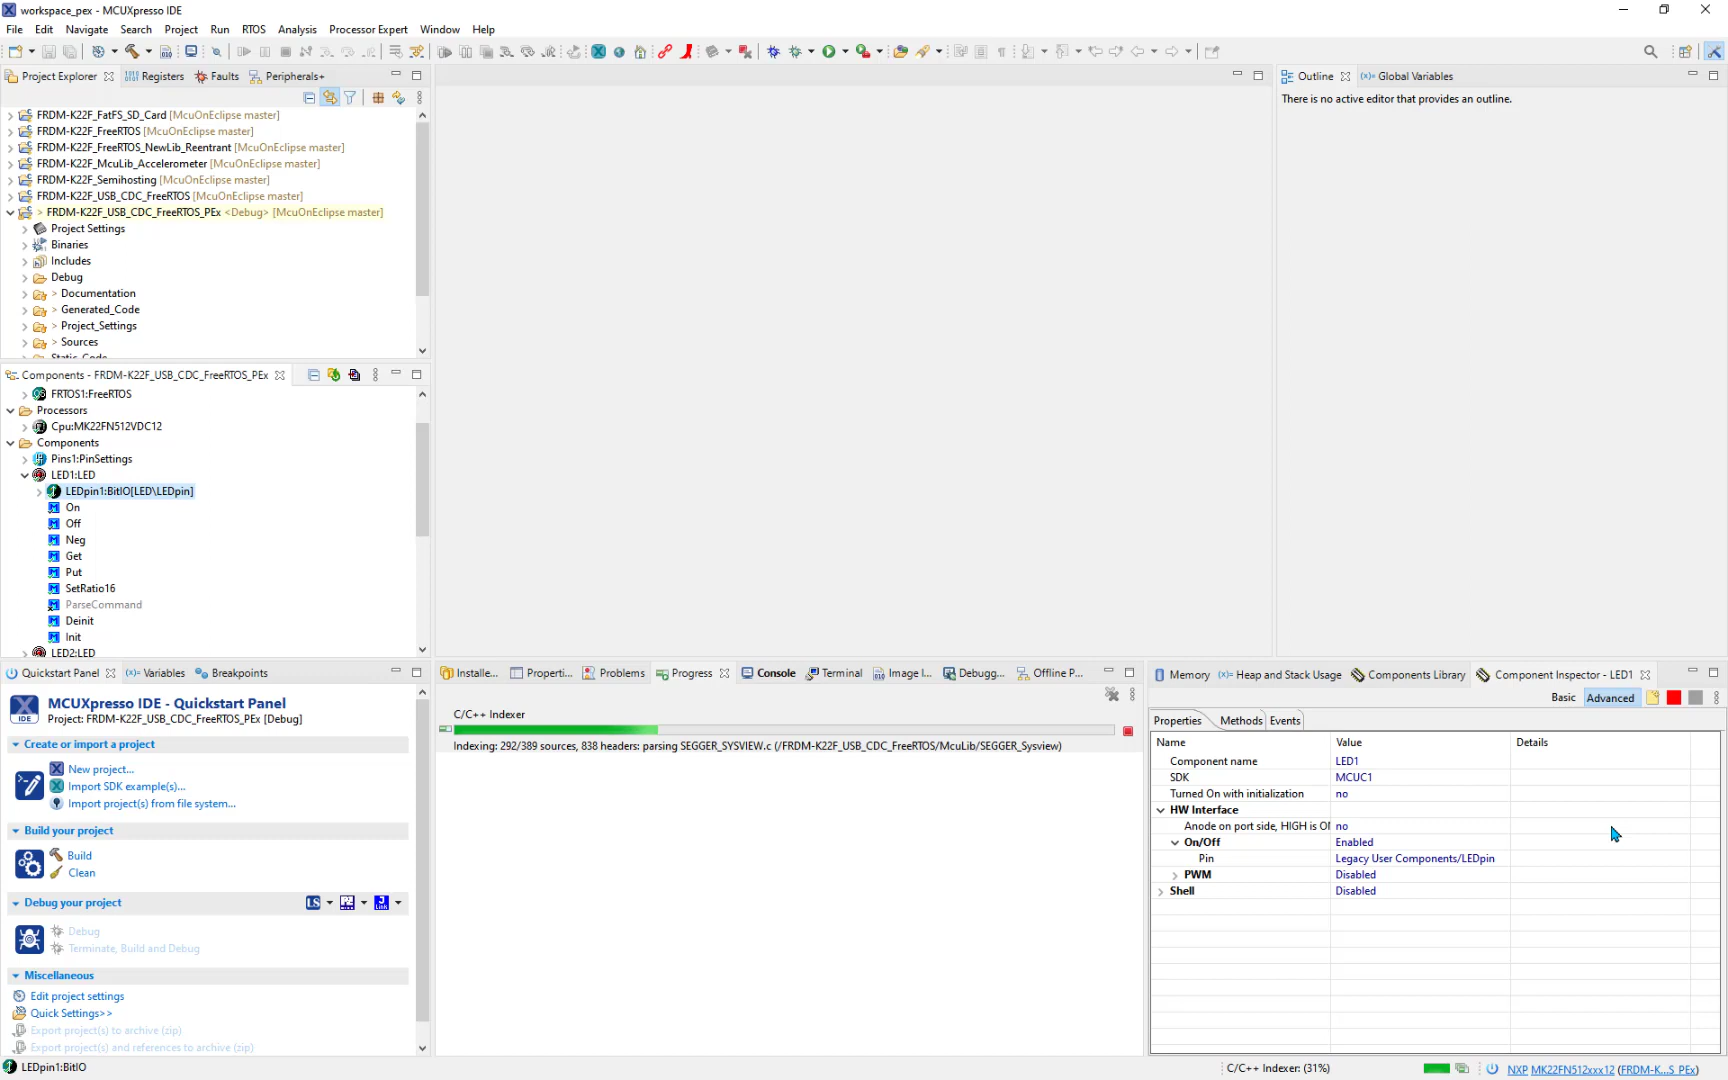 workspace_pex - MCUXpresso IDE
File Edit Navigate Search Project Run RTOS Analysis Processor Expert Window Help
Project Explorer Registers Faults Peripherals+
FRDM-K22F_FatFS_SD_Card [McuOnEclipse master]
FRDM-K22F_FreeRTOS [McuOnEclipse master]
FRDM-K22F_FreeRTOS_NewLib_Reentrant [McuOnEclipse master]
FRDM-K22F_McuLib_Accelerometer [McuOnEclipse master]
FRDM-K22F_Semihosting [McuOnEclipse master]
FRDM-K22F_USB_CDC_FreeRTOS [McuOnEclipse master]
> FRDM-K22F_USB_CDC_FreeRTOS_PEx <Debug> [McuOnEclipse master]
Project Settings
Binaries
Includes
Debug
> Documentation
> Generated_Code
> Project_Settings
> Sources
Static_Code
Components - FRDM-K22F_USB_CDC_FreeRTOS_PEx
FRTOS1:FreeRTOS
Processors
Cpu:MK22FN512VDC12
Components
Pins1:PinSettings
LED1:LED
LEDpin1:BitIO[LED\LEDpin]
On
Off
Neg
Get
Put
SetRatio16
ParseCommand
Deinit
Init
LED2:LED
Quickstart Panel (x)= Variables Breakpoints
MCUXpresso IDE - Quickstart Panel
IDE
Project: FRDM-K22F_USB_CDC_FreeRTOS_PEx [Debug]
Create or import a project
New project...
Import SDK example(s)...
Import project(s) from file system...
Build your project
Build
Clean
Debug your project
LS
Debug
Terminate, Build and Debug
Miscellaneous
Edit project settings
Quick Settings>>
Export project(s) to archive (zip)
Export project(s) and references to archive (zip)
LEDpin1:BitIO
Installe... Properti... Problems Progress Console Terminal Image I... Debugg... Offline P...
C/C++ Indexer
Indexing: 292/389 sources, 838 headers: parsing SEGGER_SYSVIEW.c (/FRDM-K22F_USB_CDC_FreeRTOS/McuLib/SEGGER_Sysview)
Outline (x)= Global Variables
There is no active editor that provides an outline.
Memory (x)= Heap and Stack Usage Components Library Component Inspector - LED1
Basic Advanced
Properties Methods Events
Name Value Details
Component name LED1
SDK MCUC1
Turned On with initialization no
HW Interface
Anode on port side, HIGH is O no
On/Off Enabled
Pin Legacy User Components/LEDpin
PWM Disabled
Shell Disabled
C/C++ Indexer: (31%)
NXP MK22FN512xxx12 (FRDM-K...S_PEx)